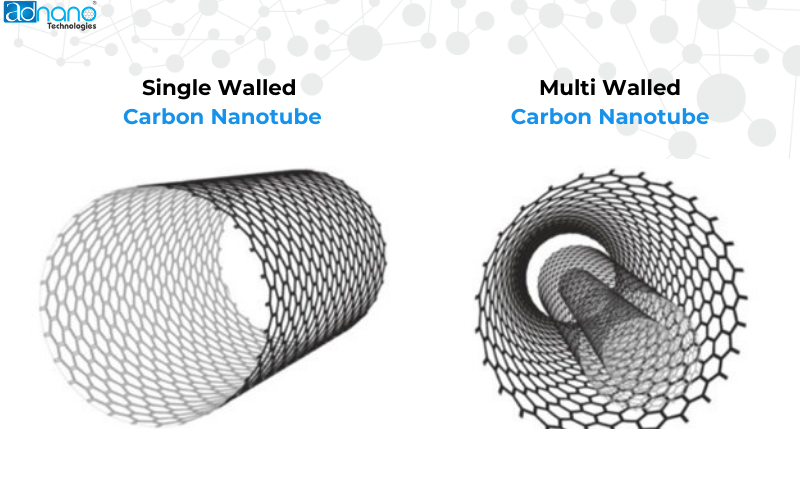 adnano
Technologies
Single Walled
Carbon Nanotube
Multi Walled
Carbon Nanotube